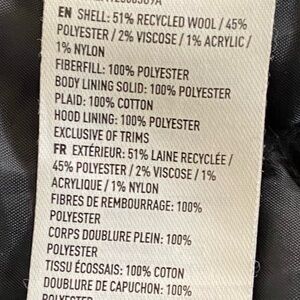 EN SHELL: 51% RECYCLED WOOL / 45%
POLYESTER / 2% VISCOSE / 1% ACRYLIC /
1% NYLON
FIBERFILL: 100% POLYESTER
BODY LINING SOLID: 100% POLYESTER
PLAID: 100% COTTON
HOOD LINING: 100% POLYESTER
EXCLUSIVE OF TRIMS
FR EXTÉRIEUR: 51% LAINE RECYCLÉE /
45% POLYESTER / 2% VISCOSE / 1%
ACRYLIQUE / 1% NYLON
FIBRES DE REMBOURRAGE: 100%
POLYESTER
CORPS DOUBLURE PLEIN: 100%
POLYESTER
TISSU ÉCOSSAIS: 100% COTON
DOUBLURE DE CAPUCHON: 100%
POLYESTER